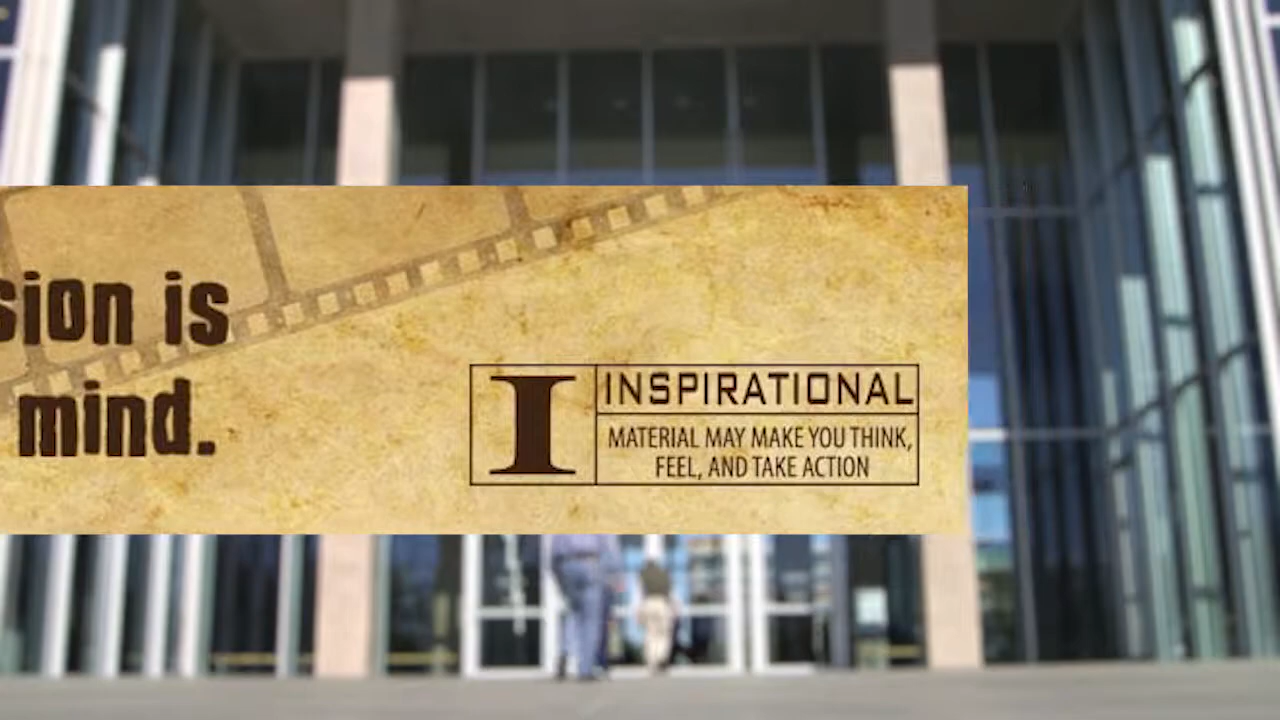 sion is
mind.
I
INSPIRATIONAL
MATERIAL MAY MAKE YOU THINK,
FEEL, AND TAKE ACTION